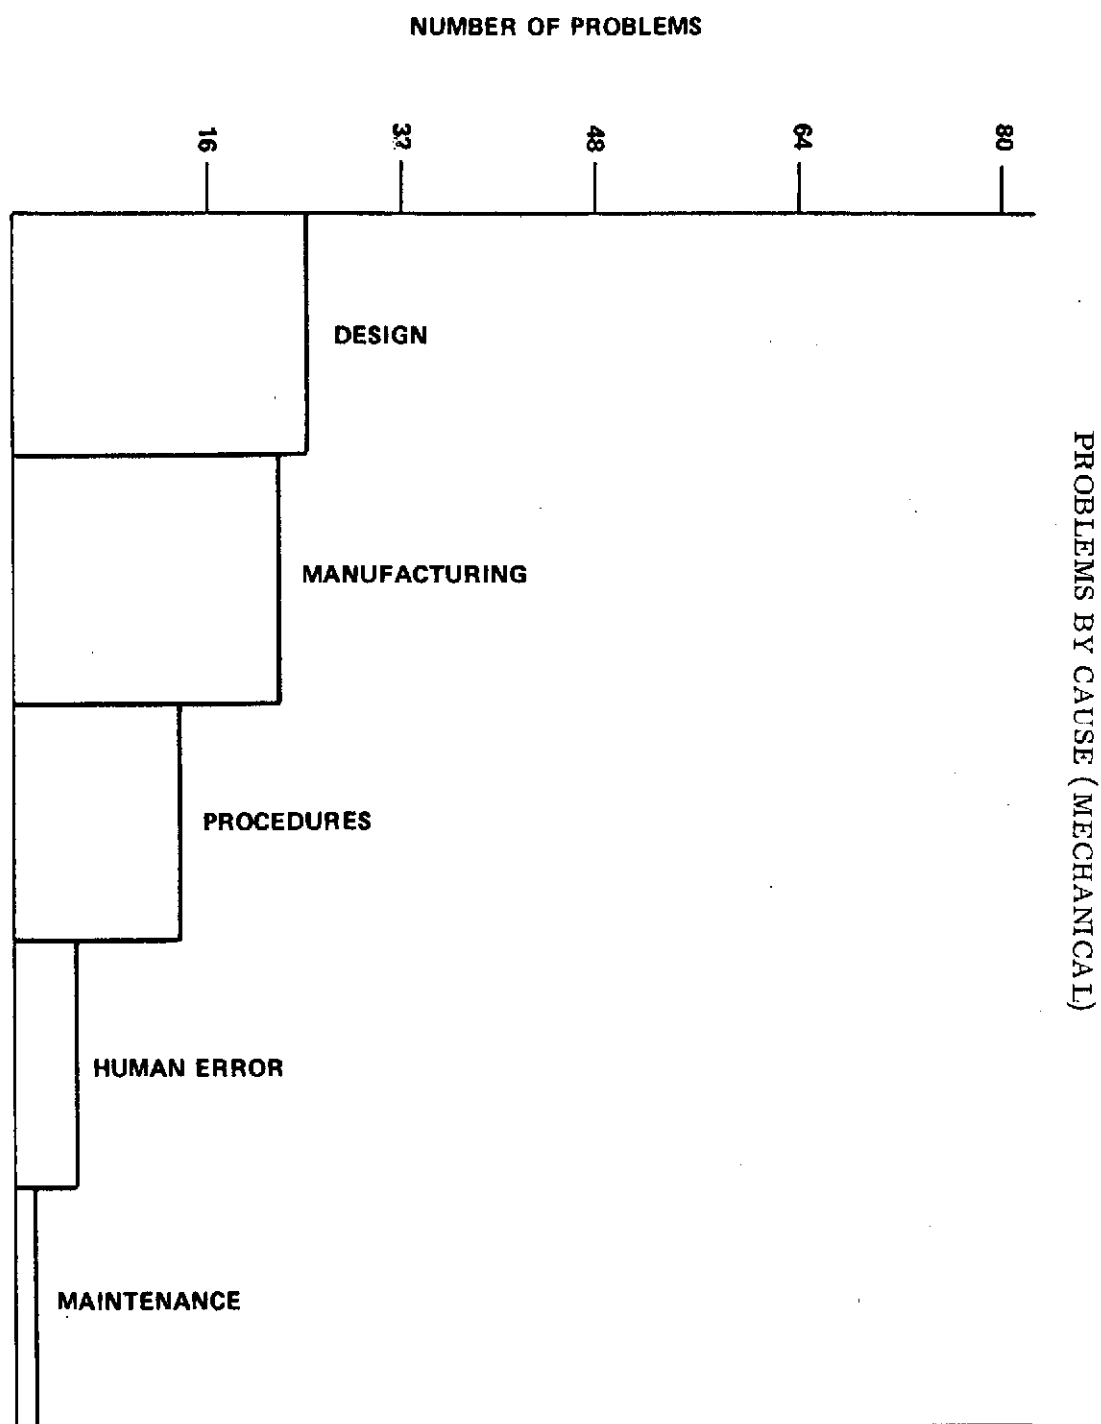 NUMBER OF PROBLEMS
16
32
48
64
80
DESIGN
MANUFACTURING
PROCEDURES
HUMAN ERROR
MAINTENANCE
PROBLEMS BY CAUSE (MECHANICAL)